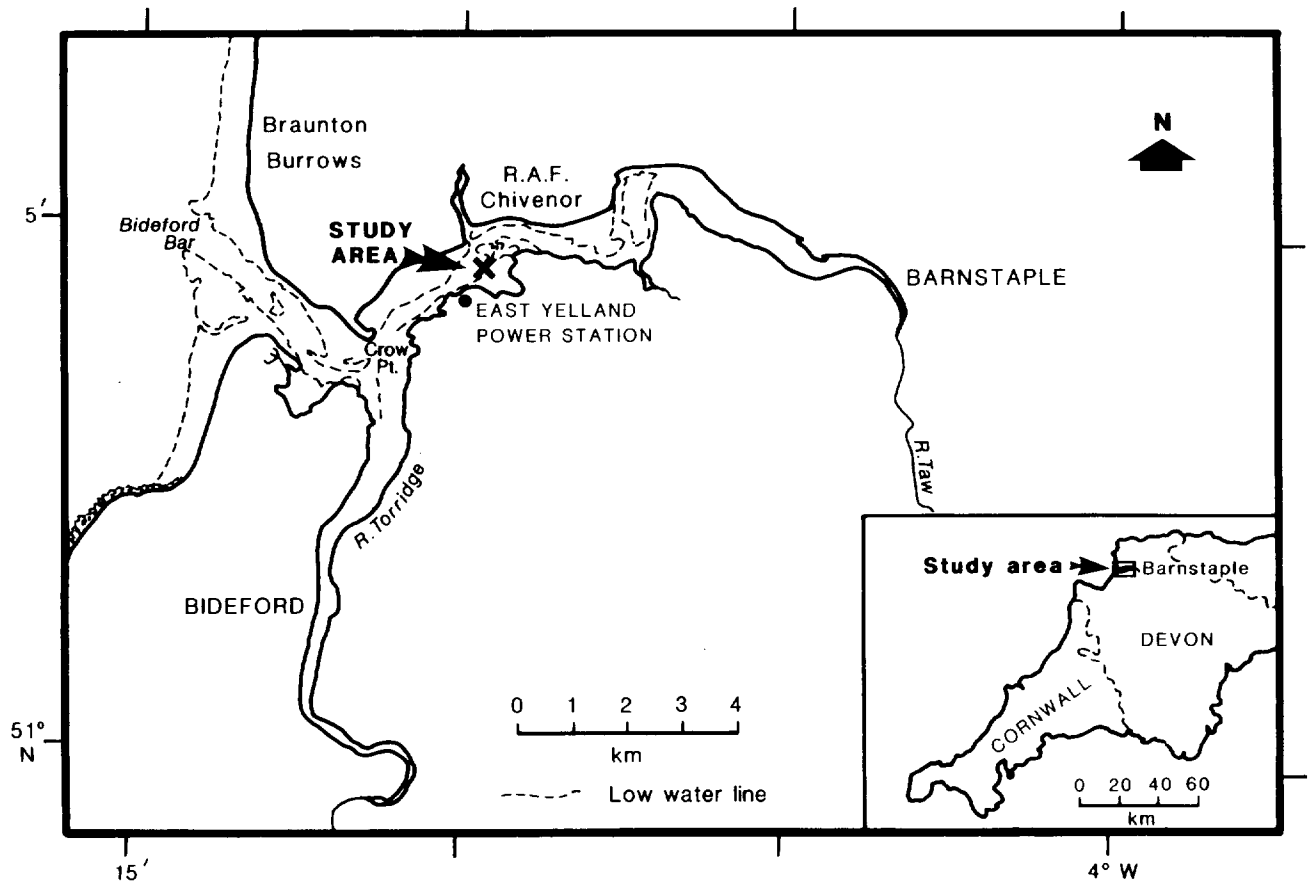 Braunton
Burrows
N
R.A.F.
Chivenor
5′
Bideford
Bar
STUDY
AREA
BARNSTAPLE
EAST YELLAND
POWER STATION
Crow
Pt.
R.Torridge
R.Taw
BIDEFORD
Study area
Barnstaple
DEVON
CORNWALL
0 20 40 60
km
0 1 2 3 4
km
Low water line
51°
N
15′
4° W